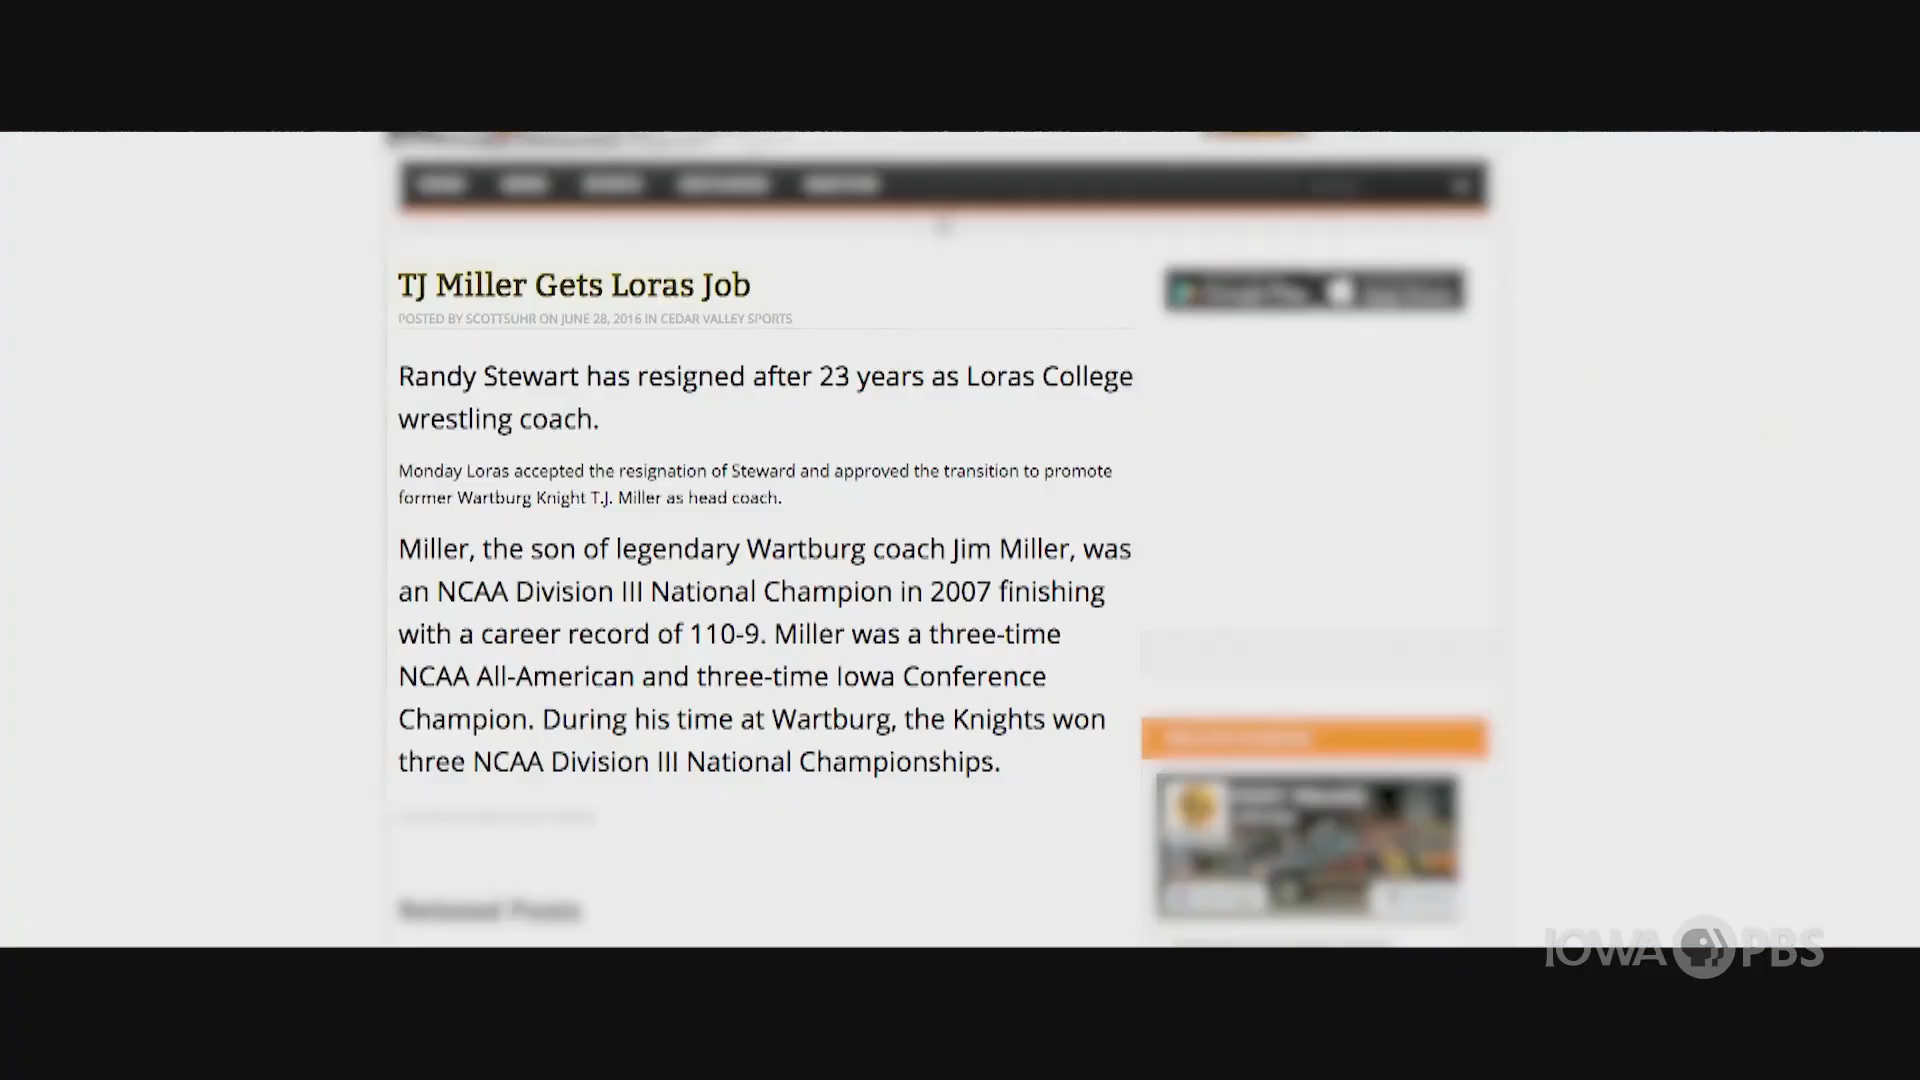 TJ Miller Gets Loras Job
POSTED BY SCOTTSUHR ON JUNE 28, 2016 IN CEDAR VALLEY SPORTS
Randy Stewart has resigned after 23 years as Loras College
wrestling coach.
Monday Loras accepted the resignation of Steward and approved the transition to promote
former Wartburg Knight T.J. Miller as head coach.
Miller, the son of legendary Wartburg coach Jim Miller, was
an NCAA Division III National Champion in 2007 finishing
with a career record of 110-9. Miller was a three-time
NCAA All-American and three-time Iowa Conference
Champion. During his time at Wartburg, the Knights won
three NCAA Division III National Championships.
Related Posts
IOWA PBS